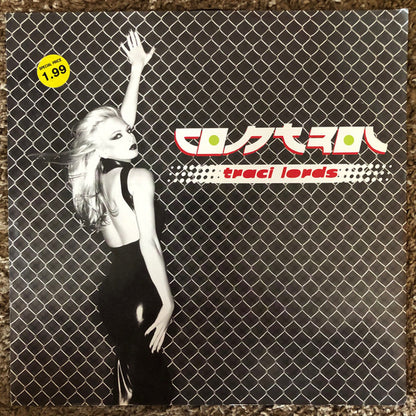 SPECIAL PRICE
1.99
CONTROL
traci lords